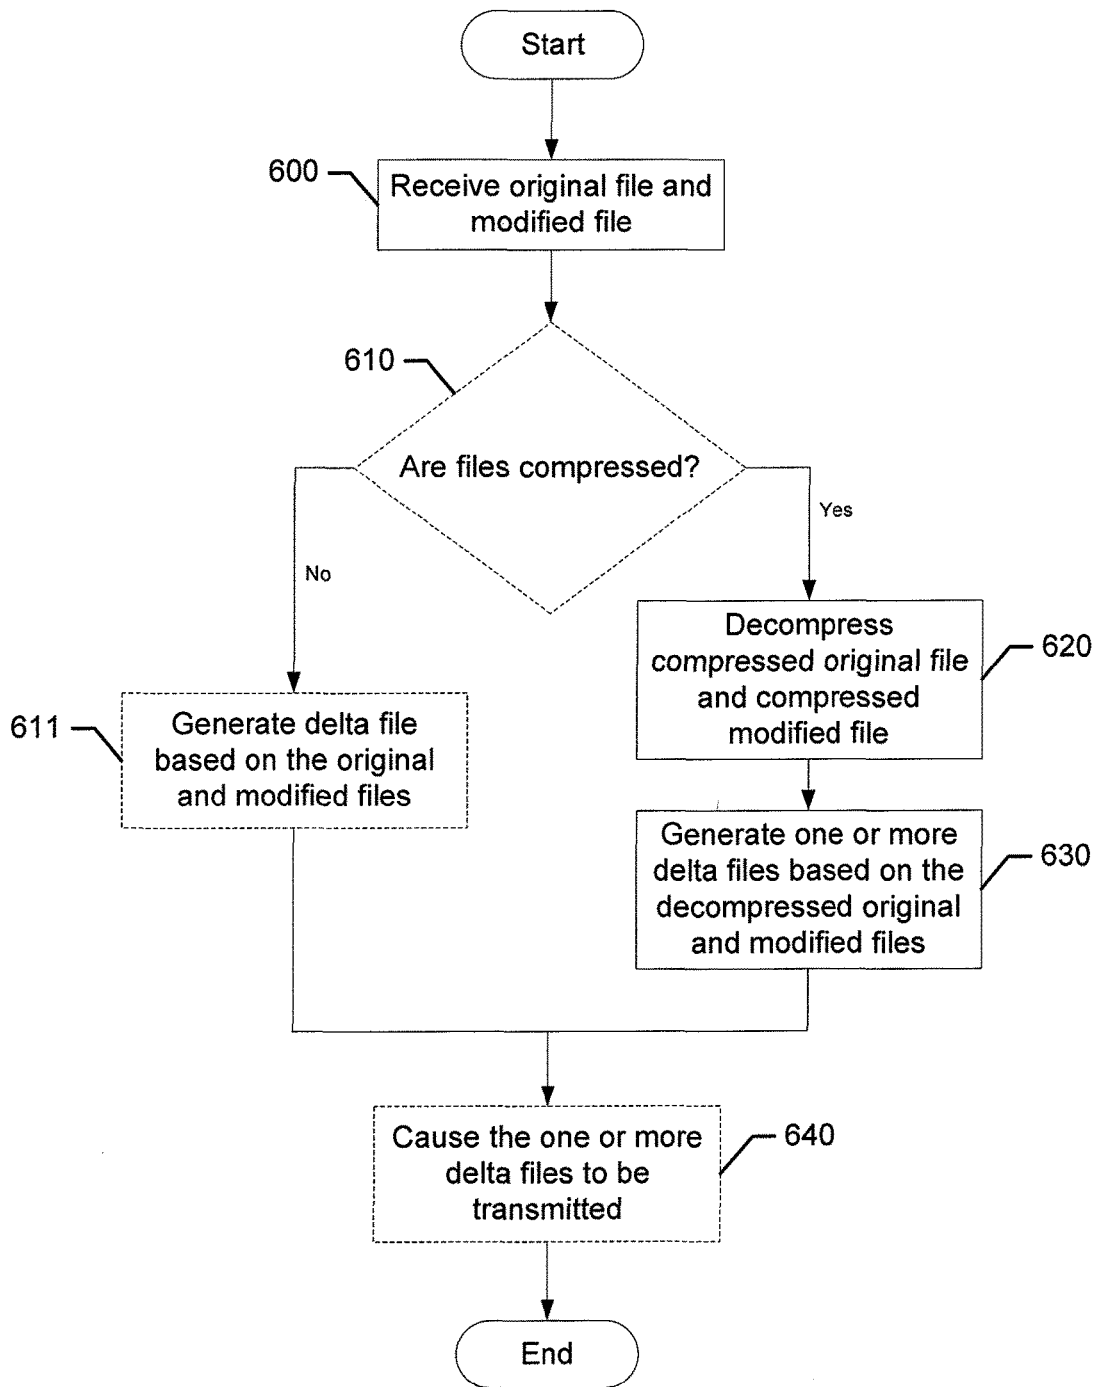 Start
600
Receive original file and
modified file
610
Are files compressed?
Yes
No
Decompress
compressed original file
and compressed
modified file
620
611
Generate delta file
based on the original
and modified files
Generate one or more
delta files based on the
decompressed original
and modified files
630
Cause the one or more
delta files to be
transmitted
640
End